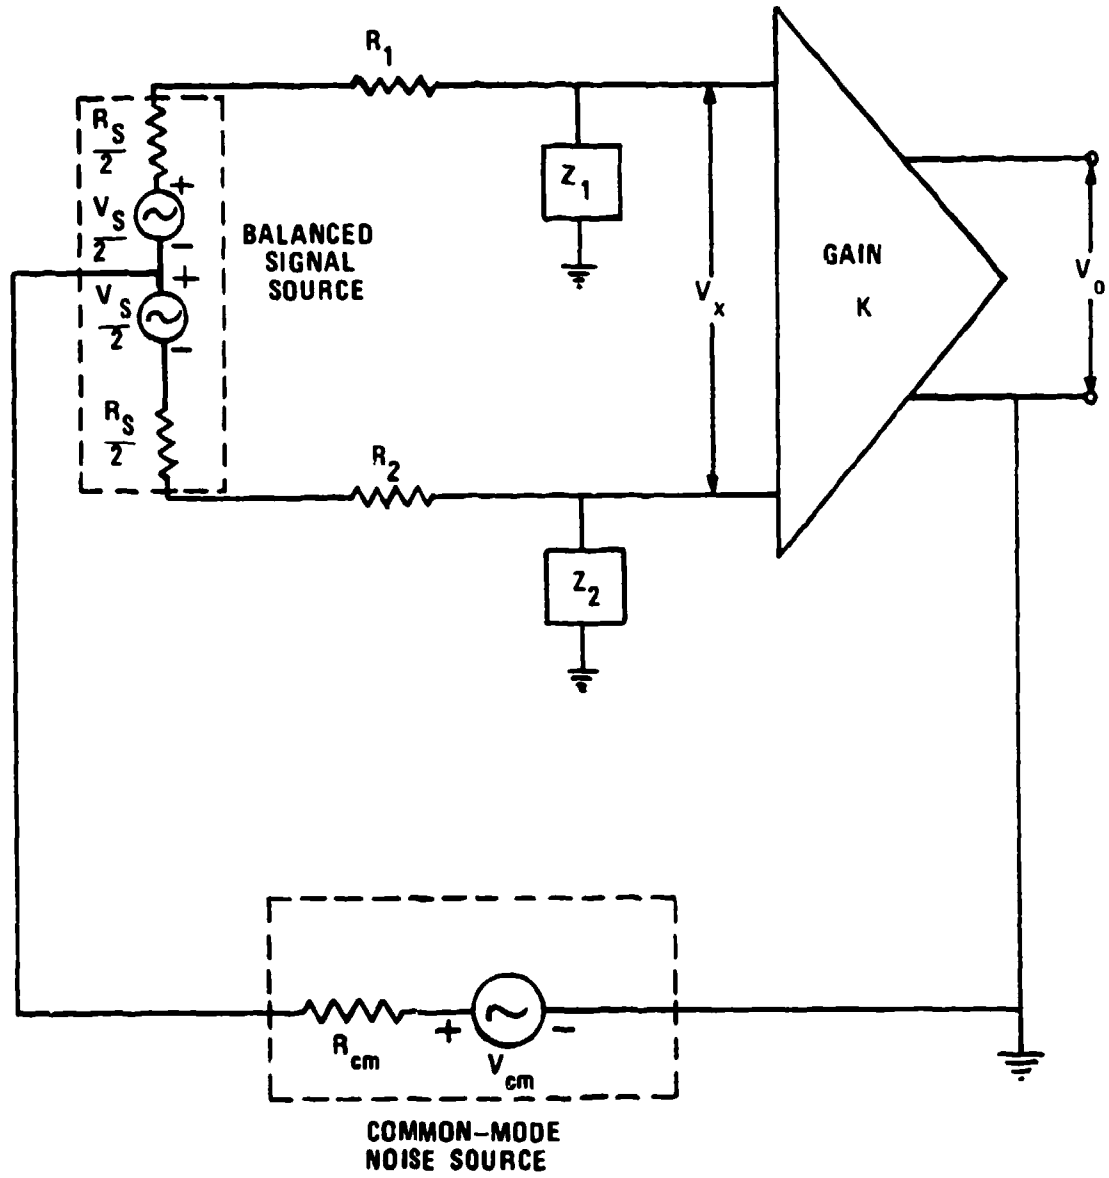 R1
RS
2
VS
2
+
-
+
VS
2
-
RS
2
BALANCED
SIGNAL
SOURCE
Z1
Vx
GAIN
K
Vo
R2
Z2
Rcm
+
-
Vcm
COMMON-MODE
NOISE SOURCE